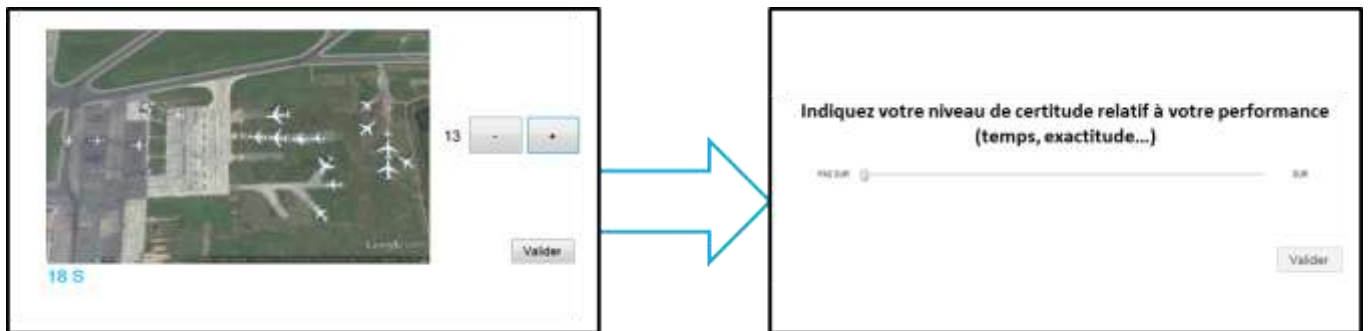 13
-
+
Valider
18 S
Indiquez votre niveau de certitude relatif à votre performance
(temps, exactitude...)
PAS SUR
SUR
Valider